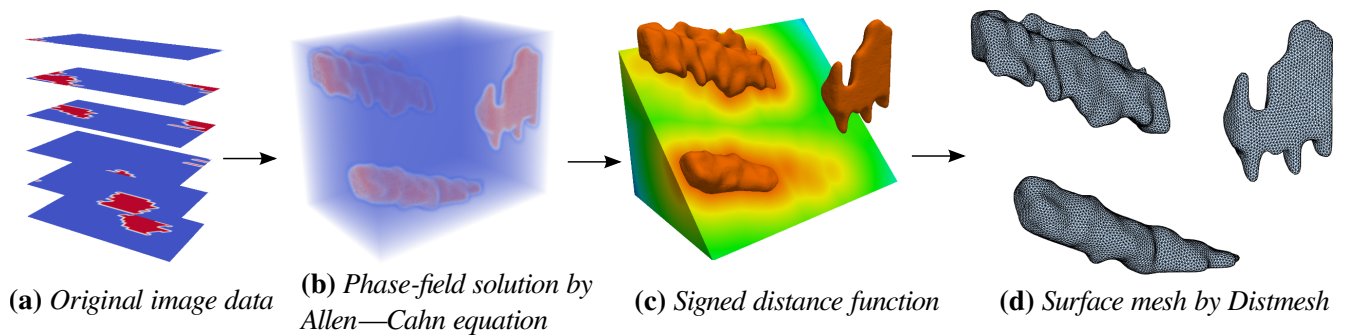 (a) Original image data
(b) Phase-field solution by
Allen—Cahn equation
(c) Signed distance function
(d) Surface mesh by Distmesh